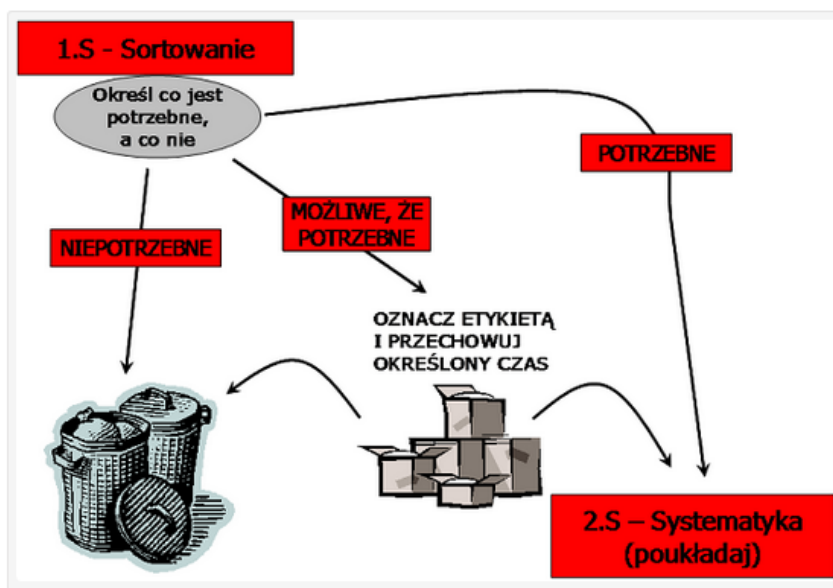 1.S - Sortowanie
Określ co jest
potrzebne,
a co nie
POTRZEBNE
MOŻLIWE, ŻE
POTRZEBNE
NIEPOTRZEBNE
OZNACZ ETYKIETĄ
I PRZECHOWUJ
OKREŚLONY CZAS
2.S – Systematyka
(poukładaj)